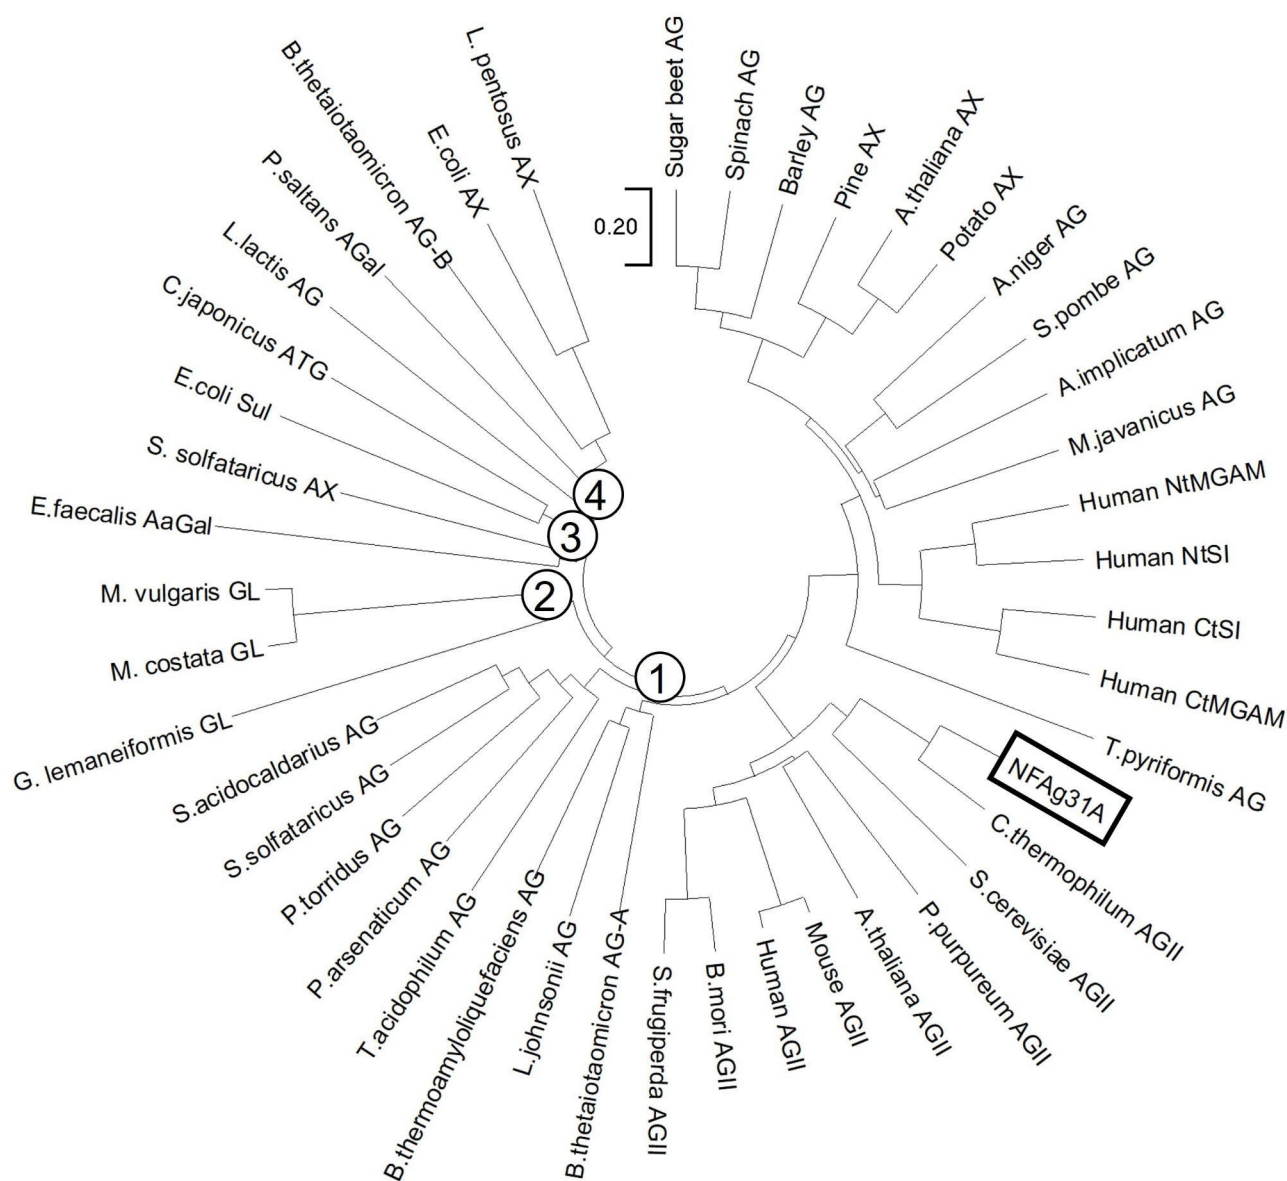 Sugar beet AG
Spinach AG
Barley AG
Pine AX
A.thaliana AX
Potato AX
A.niger AG
S.pombe AG
A.implicatum AG
M.javanicus AG
Human NtMGAM
Human NtSI
Human CtSI
Human CtMGAM
T.pyriformis AG
NFAg31A
C.thermophilum AGII
S.cerevisiae AGII
P.purpureum AGII
A.thaliana AGII
Mouse AGII
Human AGII
B.mori AGII
S.frugiperda AGII
B.thetaiotaomicron AG-A
L.johnsonii AG
B.thermoamyloliquefaciens AG
T.acidophilum AG
P.arsenaticum AG
P.torridus AG
S.solfataricus AG
S.acidocaldarius AG
G. lemaneiformis GL
M. costata GL
M. vulgaris GL
E.faecalis AaGal
S. solfataricus AX
E.coli Sul
C.japonicus ATG
L.lactis AG
P.saltans AGal
B.thetaiotaomicron AG-B
E.coli AX
L. pentosus AX
0.20
4
3
2
1